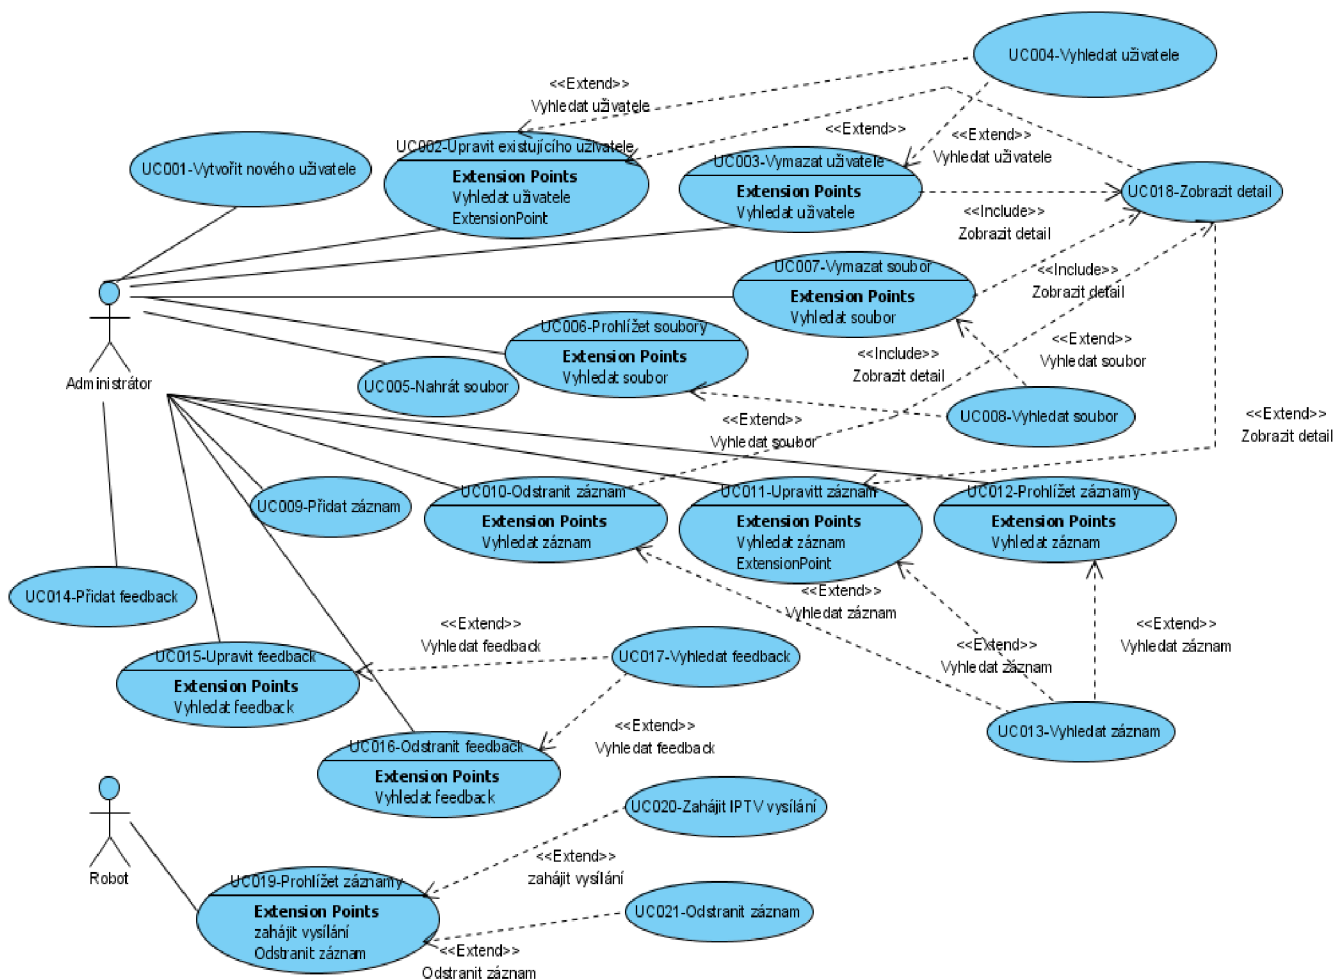 UC004-Vyhledat uživatele
<<Extend>>
Vyhledat uživatele
UC001-Vytvořit nového uživatele
UC002-Upravit existujícího uživatele
Extension Points
Vyhledat uživatele
ExtensionPoint
<<Extend>>
UC003-Vymazat uživatele
Extension Points
Vyhledat uživatele
<<Extend>>
Vyhledat uživatele
UC018-Zobrazit detail
<<Include>>
Zobrazit detail
UC007-Vymazat soubor
Extension Points
Vyhledat soubor
<<Include>>
Zobrazit detail
UC006-Prohlížet soubory
Extension Points
Vyhledat soubor
<<Include>>
Zobrazit detail
<<Extend>>
Vyhledat soubor
Administrátor
UC005-Nahrát soubor
UC008-Vyhledat soubor
<<Extend>>
Vyhledat soubor
<<Extend>>
Zobrazit detail
UC009-Přidat záznam
UC010-Odstranit záznam
Extension Points
Vyhledat záznam
UC011-Upravitt záznam
Extension Points
Vyhledat záznam
ExtensionPoint
UC012-Prohlížet záznamy
Extension Points
Vyhledat záznam
UC014-Přidat feedback
<<Extend>>
Vyhledat záznam
<<Extend>>
Vyhledat záznam
<<Extend>>
Vyhledat záznam
UC015-Upravit feedback
Extension Points
Vyhledat feedback
<<Extend>>
Vyhledat feedback
UC017-Vyhledat feedback
UC013-Vyhledat záznam
UC016-Odstranit feedback
Extension Points
Vyhledat feedback
<<Extend>>
Vyhledat feedback
UC020-Zahájit IPTV vysílání
Robot
<<Extend>>
zahájit vysílání
UC019-Prohlížet záznamy
Extension Points
zahájit vysílání
Odstranit záznam
UC021-Odstranit záznam
<<Extend>>
Odstranit záznam